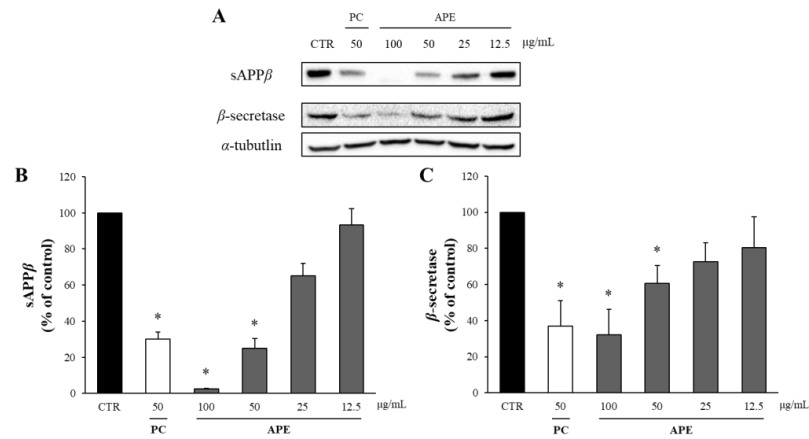 A
PC APE
CTR 50 100 50 25 12.5 μg/mL
sAPPβ
β-secretase
α-tubutlin
B
120
100
80
60
40
20
0
sAPPβ
(% of control)
*
*
*
CTR 50 100 50 25 12.5 μg/mL
PC APE
C
120
100
80
60
40
20
0
β-secretase
(% of control)
*
*
*
CTR 50 100 50 25 12.5 μg/mL
PC APE